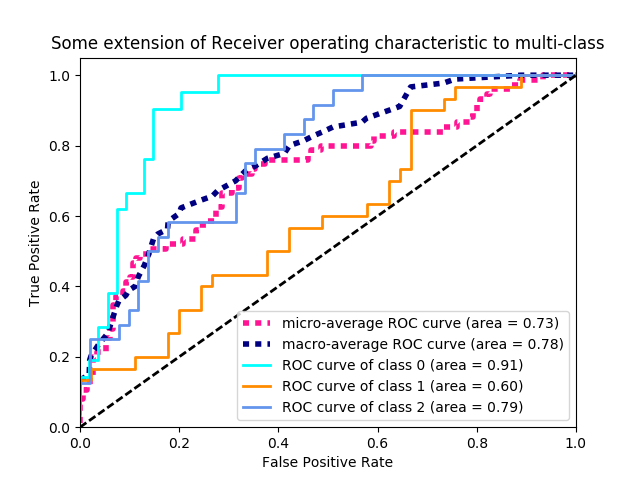 Some extension of Receiver operating characteristic to multi-class
1.0
0.8
0.6
0.4
0.2
0.0
True Positive Rate
micro-average ROC curve (area = 0.73)
macro-average ROC curve (area = 0.78)
ROC curve of class 0 (area = 0.91)
ROC curve of class 1 (area = 0.60)
ROC curve of class 2 (area = 0.79)
0.0 0.2 0.4 0.6 0.8 1.0
False Positive Rate